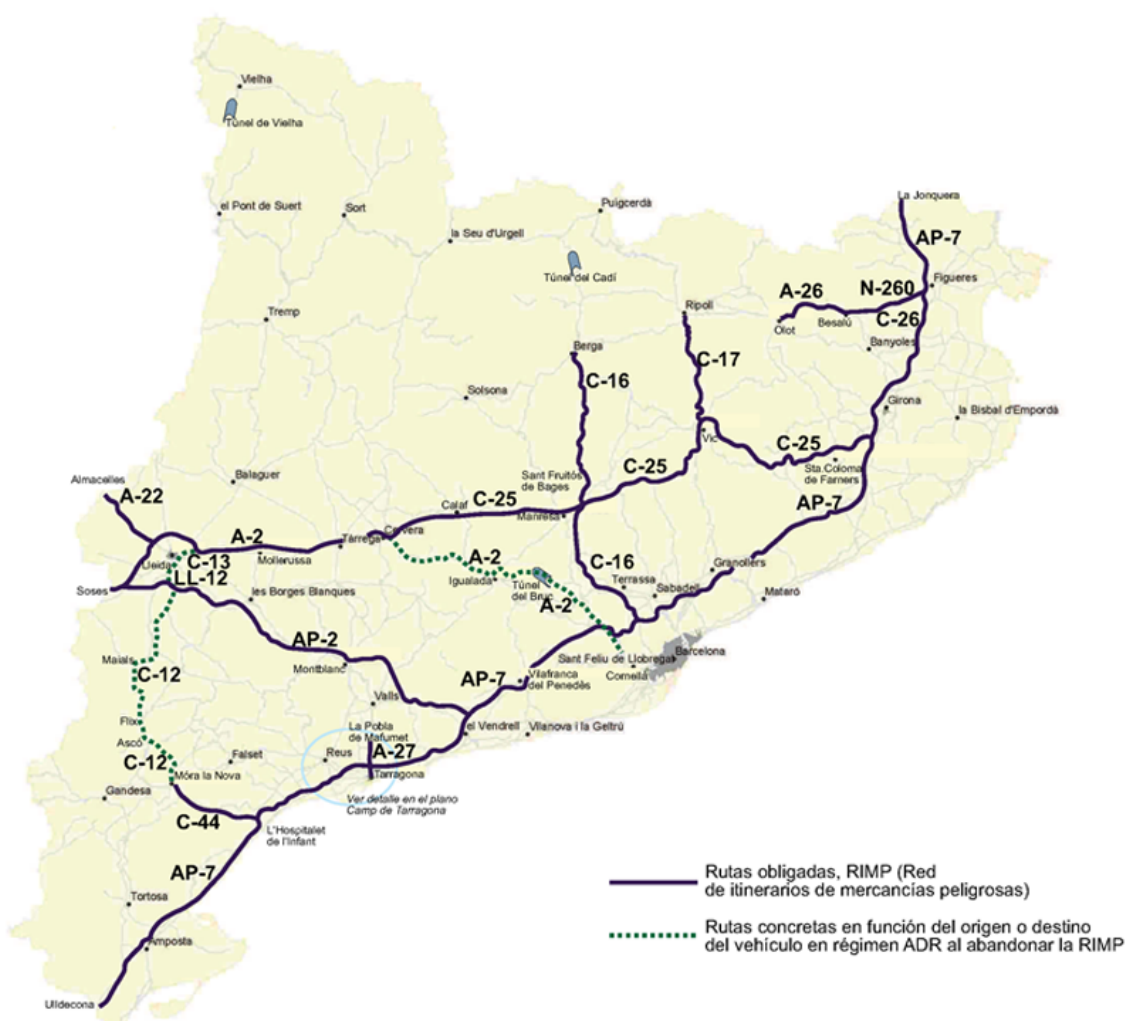 Vielha
Túnel de Vielha
el Pont de Suert
Sort
la Seu d'Urgell
Puigcerdà
Túnel del Cadí
La Jonquera
AP-7
Figueres
A-26
N-260
C-26
Olot
Besalú
Banyoles
Tremp
Ripoll
Berga
C-17
C-16
Solsona
Girona
la Bisbal d'Empordà
Vic
C-25
Sta.Coloma
de Farners
Almacelles
A-22
Balaguer
Sant Fruitós
de Bages
C-25
C-25
Calaf
Manresa
AP-7
Cervera
Tàrrega
A-2
Mollerussa
Lleida
C-13
LL-12
Soses
les Borges Blanques
A-2
Igualada
Túnel
del Bruc
A-2
C-16
Terrassa
Sabadell
Granollers
Mataró
AP-2
Montblanc
Maials
C-12
Sant Feliu de Llobregat
Barcelona
Cornellà
AP-7
Vilafranca
del Penedès
Valls
Flix
Ascó
el Vendrell
Vilanova i la Geltrú
La Pobla
de Mafumet
A-27
Reus
Tarragona
Falset
C-12
Móra la Nova
Gandesa
Ver detalle en el plano
Camp de Tarragona
C-44
L'Hospitalet
de l'Infant
AP-7
Tortosa
Amposta
Ulldecona
Rutas obligadas, RIMP (Red
de itinerarios de mercancías peligrosas)
Rutas concretas en función del origen o destino
del vehículo en régimen ADR al abandonar la RIMP